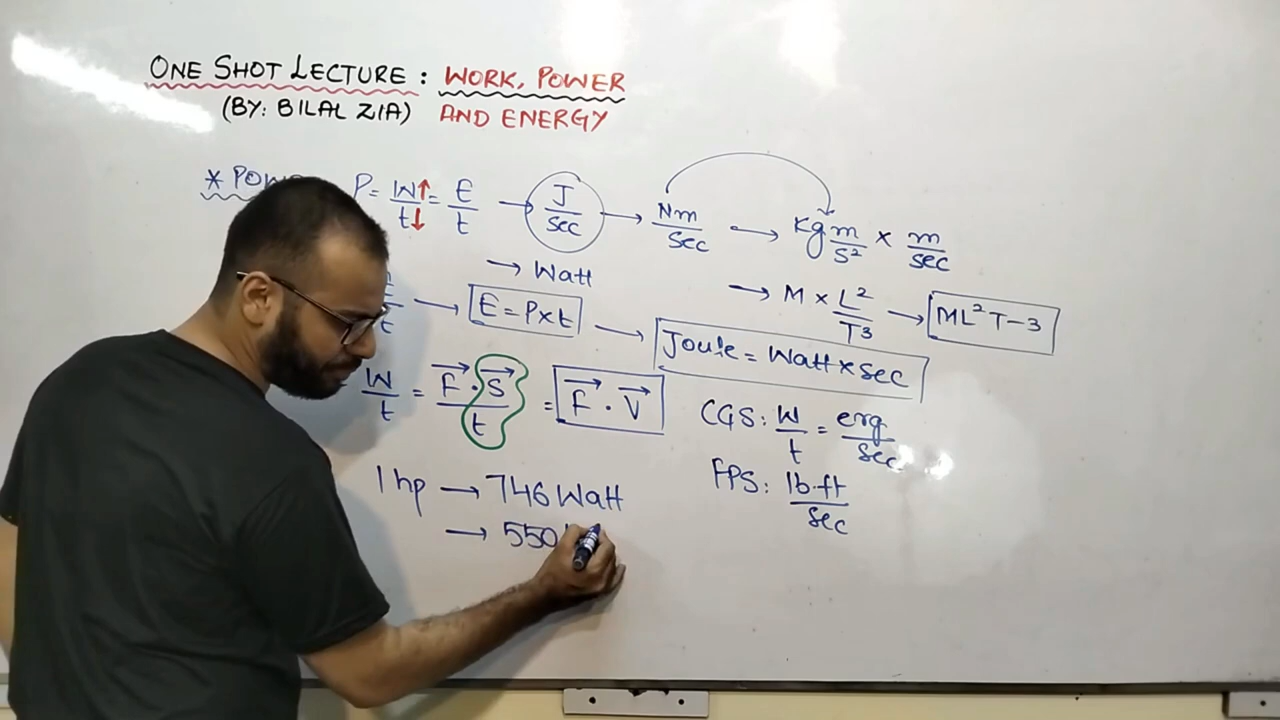 ONE SHOT LECTURE : WORK, POWER
(BY: BILAL ZIA) AND ENERGY
* POW
P = W↑/t↓ = E/t → J/sec → Nm/sec → Kg m/s² × m/sec
→ Watt
→ M × L²/T³ → ML²T-3
E/t → E = P×t → Joule = Watt × sec
W/t = F⃗ . S⃗/t = F⃗ . V⃗
CGS: W/t = erg/sec
FPS: lb.ft/sec
1 hp → 746 Watt
→ 550